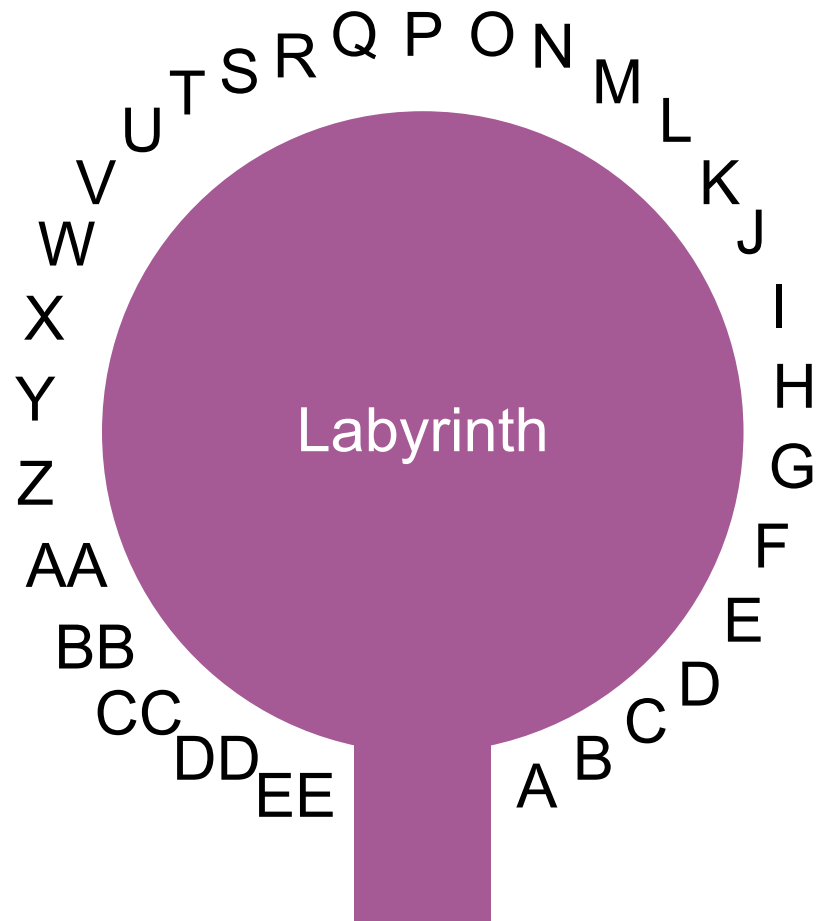 Q P O
R N
S M
T L
U
V K
W J
X I
Y H
Labyrinth
Z G
AA F
BB E
CC D
C
DD B
EE A